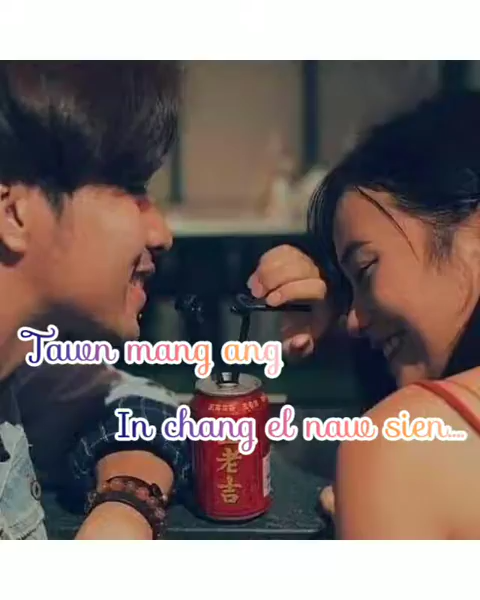 Tawn mang ang
In chang el naw sien....
老
吉